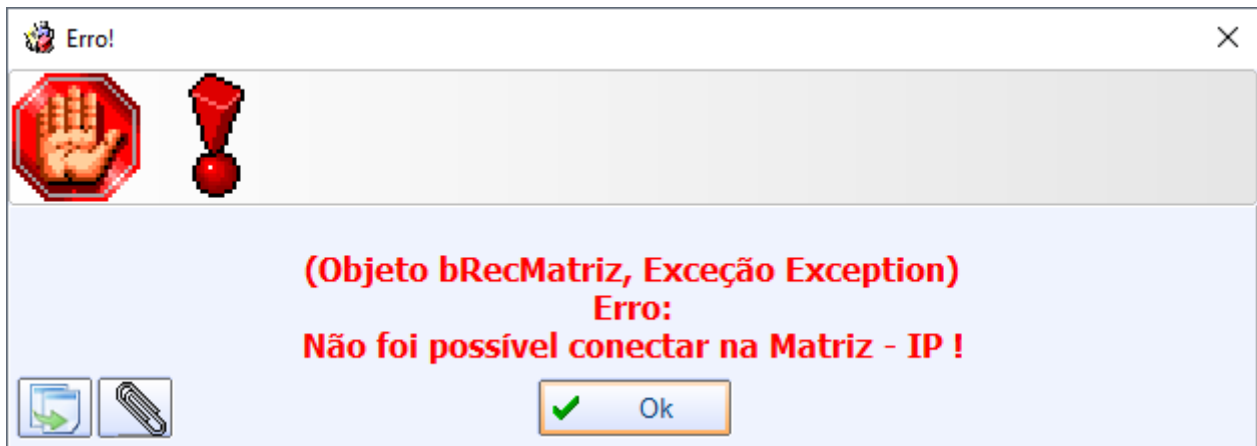 Erro!
(Objeto bRecMatriz, Exceção Exception)
Erro:
Não foi possível conectar na Matriz - IP !
Ok